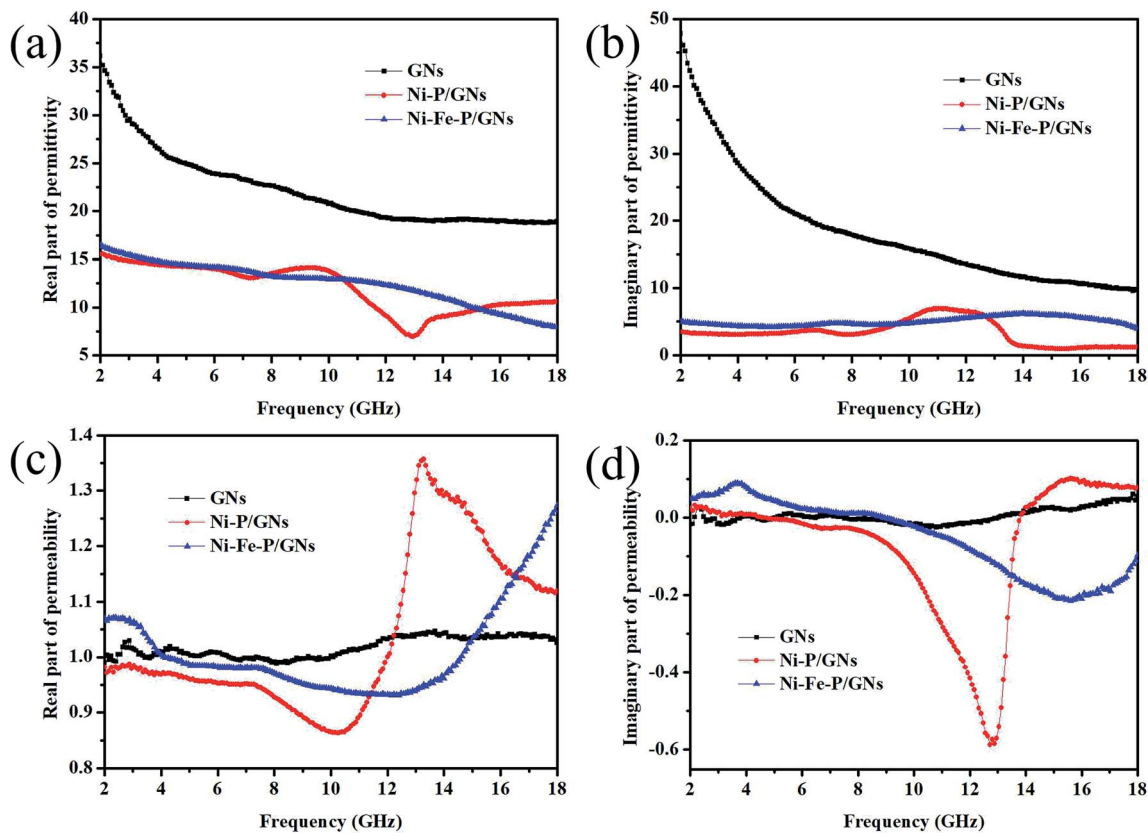 (a)
40
35
30
25
20
15
10
5
Real part of permittivity
GNs
Ni-P/GNs
Ni-Fe-P/GNs
2 4 6 8 10 12 14 16 18
Frequency (GHz)
(b)
50
40
30
20
10
0
Imaginary part of permittivity
GNs
Ni-P/GNs
Ni-Fe-P/GNs
2 4 6 8 10 12 14 16 18
Frequency (GHz)
(c)
1.4
1.3
1.2
1.1
1.0
0.9
0.8
Real part of permeability
GNs
Ni-P/GNs
Ni-Fe-P/GNs
2 4 6 8 10 12 14 16 18
Frequency (GHz)
(d)
0.2
0.0
-0.2
-0.4
-0.6
Imaginary part of permeability
GNs
Ni-P/GNs
Ni-Fe-P/GNs
2 4 6 8 10 12 14 16 18
Frequency (GHz)